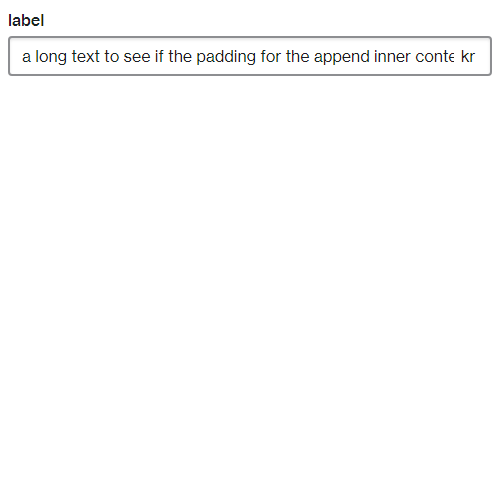 label
a long text to see if the padding for the append inner conte kr